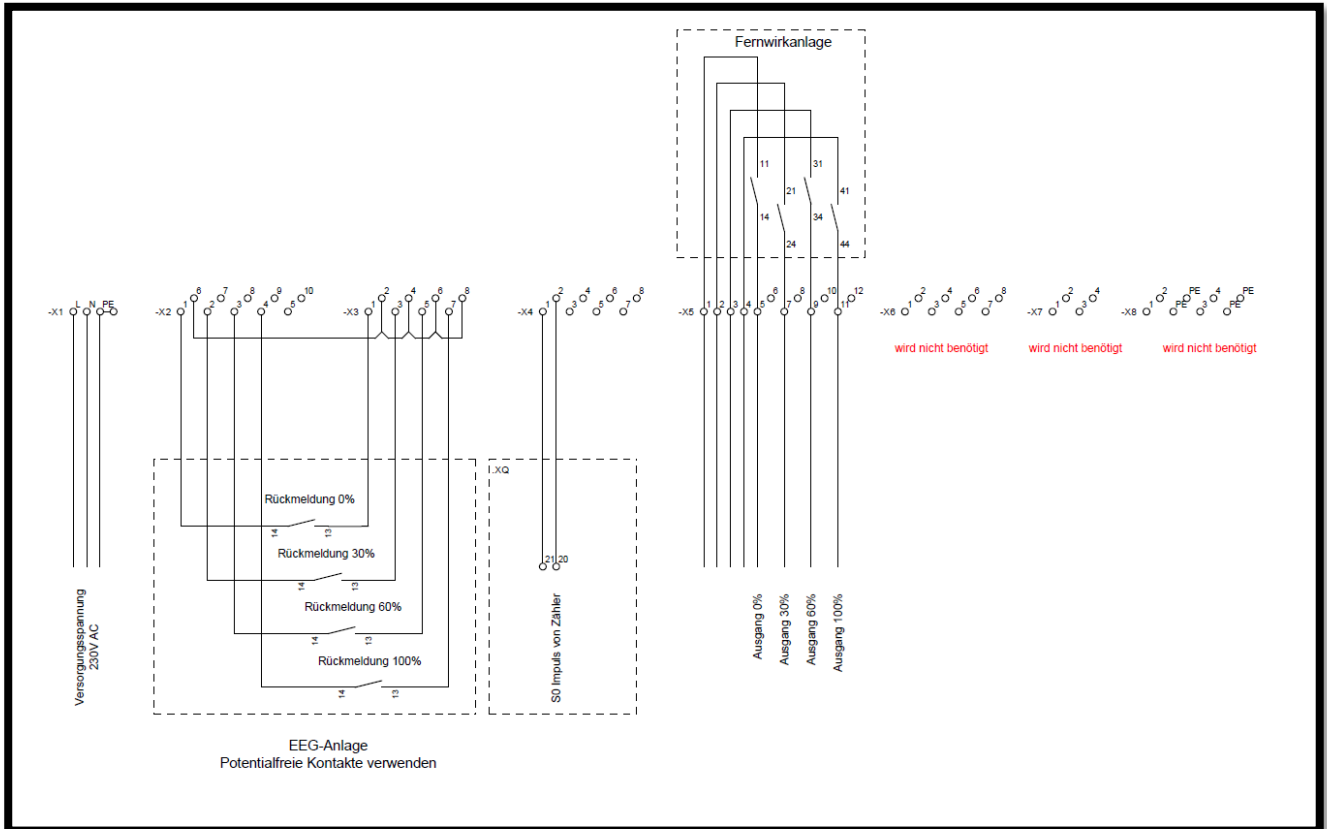 Fernwirkanlage
11
31
21
41
14
34
24
44
-X1 L N PE
-X2 1 6 2 7 3 8 4 9 5 10
-X3 1 2 3 4 5 6 7 8
-X4 1 2 3 4 5 6 7 8
-X5 1 2 3 4 5 6 7 8 9 10 11 12
-X6 1 2 3 4 5 6 7 8
-X7 1 2 3 4
-X8 1 2 PE PE 3 4 PE PE
wird nicht benötigt
wird nicht benötigt
wird nicht benötigt
Rückmeldung 0%
14 13
Rückmeldung 30%
14 13
Rückmeldung 60%
14 13
Rückmeldung 100%
14 13
.XQ
21 20
S0 Impuls von Zähler
Versorgungsspannung
230V AC
Ausgang 0%
Ausgang 30%
Ausgang 60%
Ausgang 100%
EEG-Anlage
Potentialfreie Kontakte verwenden